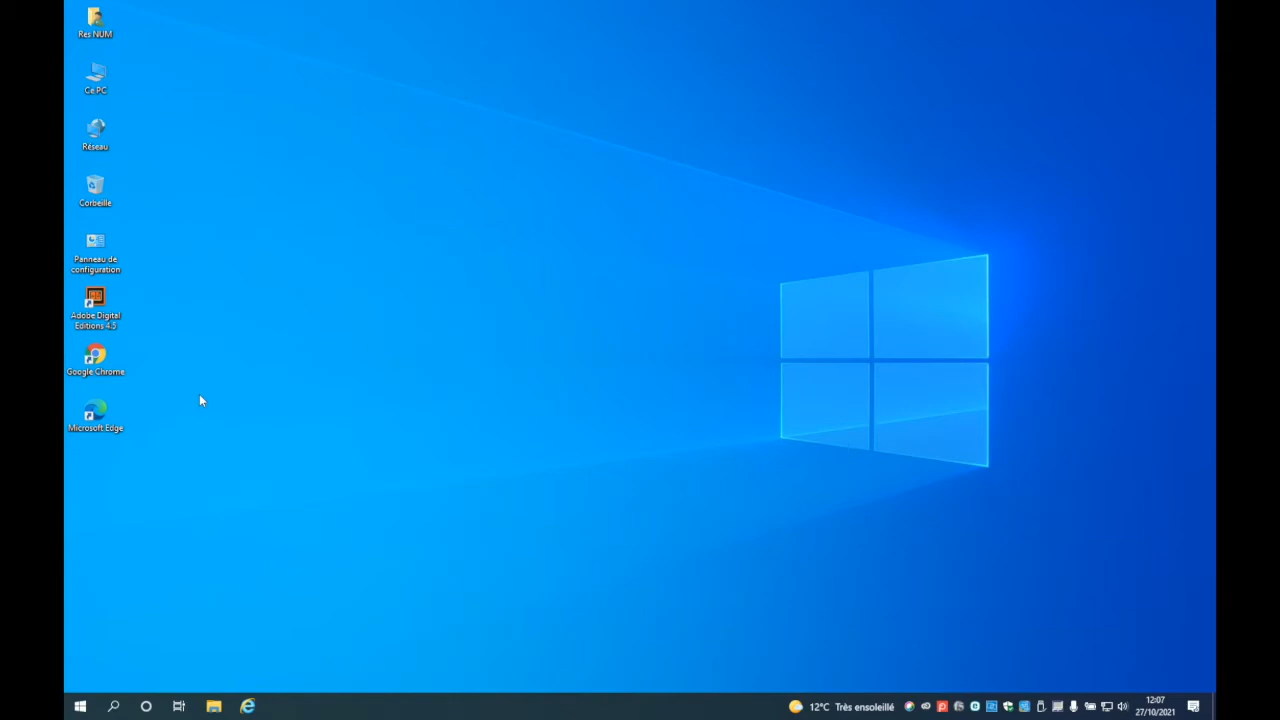 Res NUM
Ce PC
Réseau
Corbeille
Panneau de
configuration
Adobe Digital
Editions 4.5
Google Chrome
Microsoft Edge
12°C Très ensoleillé
12:07
27/10/2021